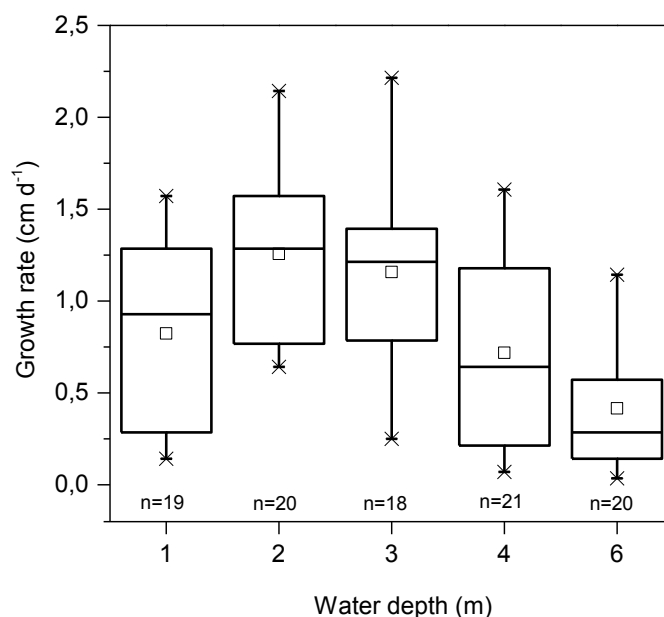 2,5
2,0
1,5
1,0
0,5
0,0
Growth rate (cm d⁻¹)
n=19 n=20 n=18 n=21 n=20
1 2 3 4 6
Water depth (m)